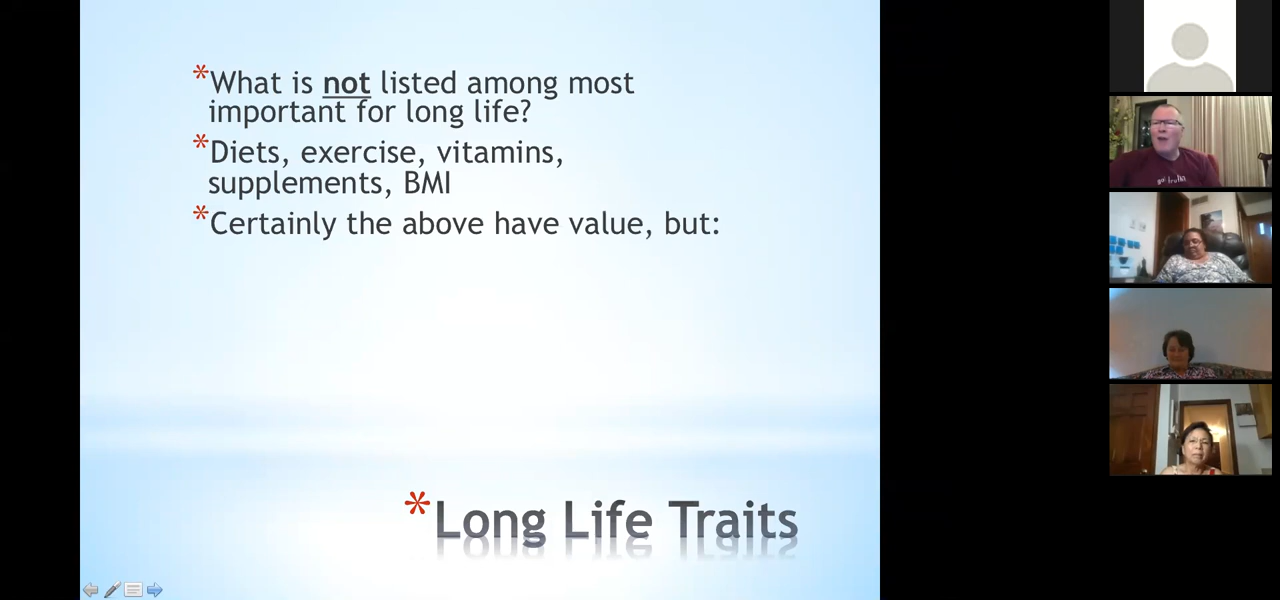 *What is not listed among most
important for long life?
*Diets, exercise, vitamins,
supplements, BMI
*Certainly the above have value, but:
*Long Life Traits